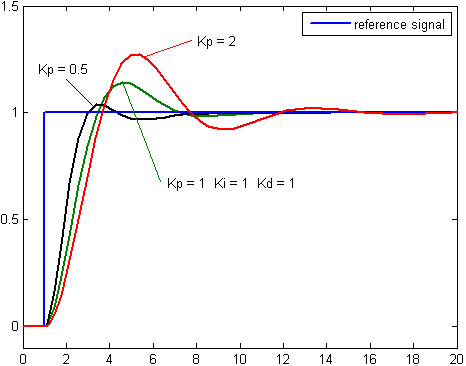 1.5
reference signal
Kp = 2
Kp = 0.5
1
Kp = 1 Ki = 1 Kd = 1
0.5
0
0 2 4 6 8 10 12 14 16 18 20